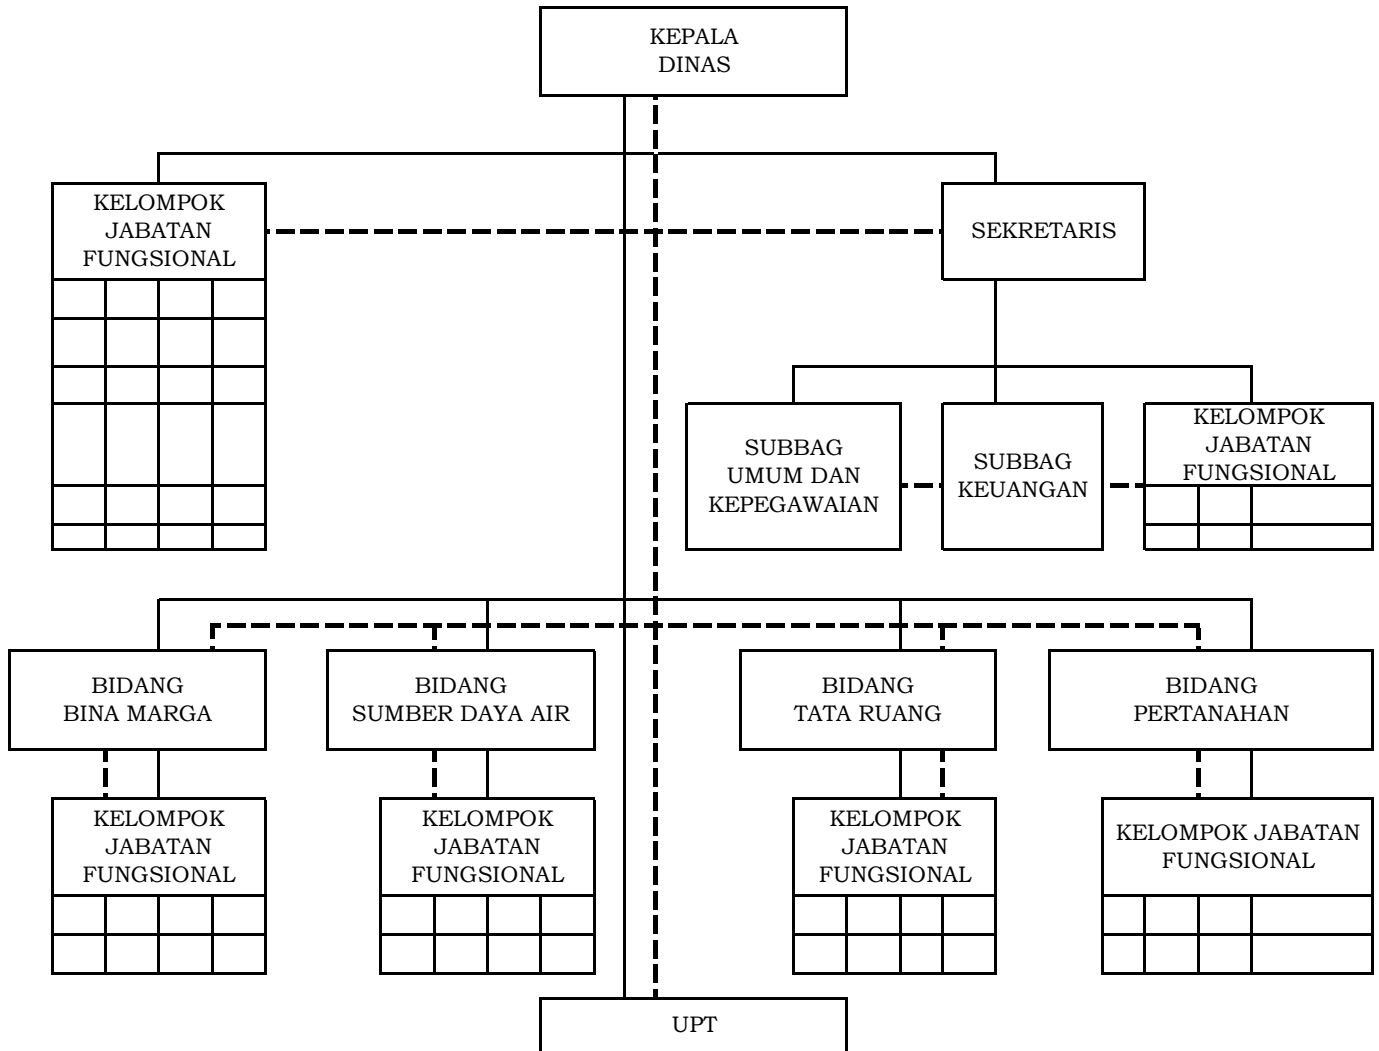 KEPALA
DINAS
KELOMPOK
JABATAN
FUNGSIONAL
SEKRETARIS
SUBBAG
UMUM DAN
KEPEGAWAIAN
SUBBAG
KEUANGAN
KELOMPOK
JABATAN
FUNGSIONAL
BIDANG
BINA MARGA
BIDANG
SUMBER DAYA AIR
BIDANG
TATA RUANG
BIDANG
PERTANAHAN
KELOMPOK
JABATAN
FUNGSIONAL
KELOMPOK
JABATAN
FUNGSIONAL
KELOMPOK
JABATAN
FUNGSIONAL
KELOMPOK JABATAN
FUNGSIONAL
UPT